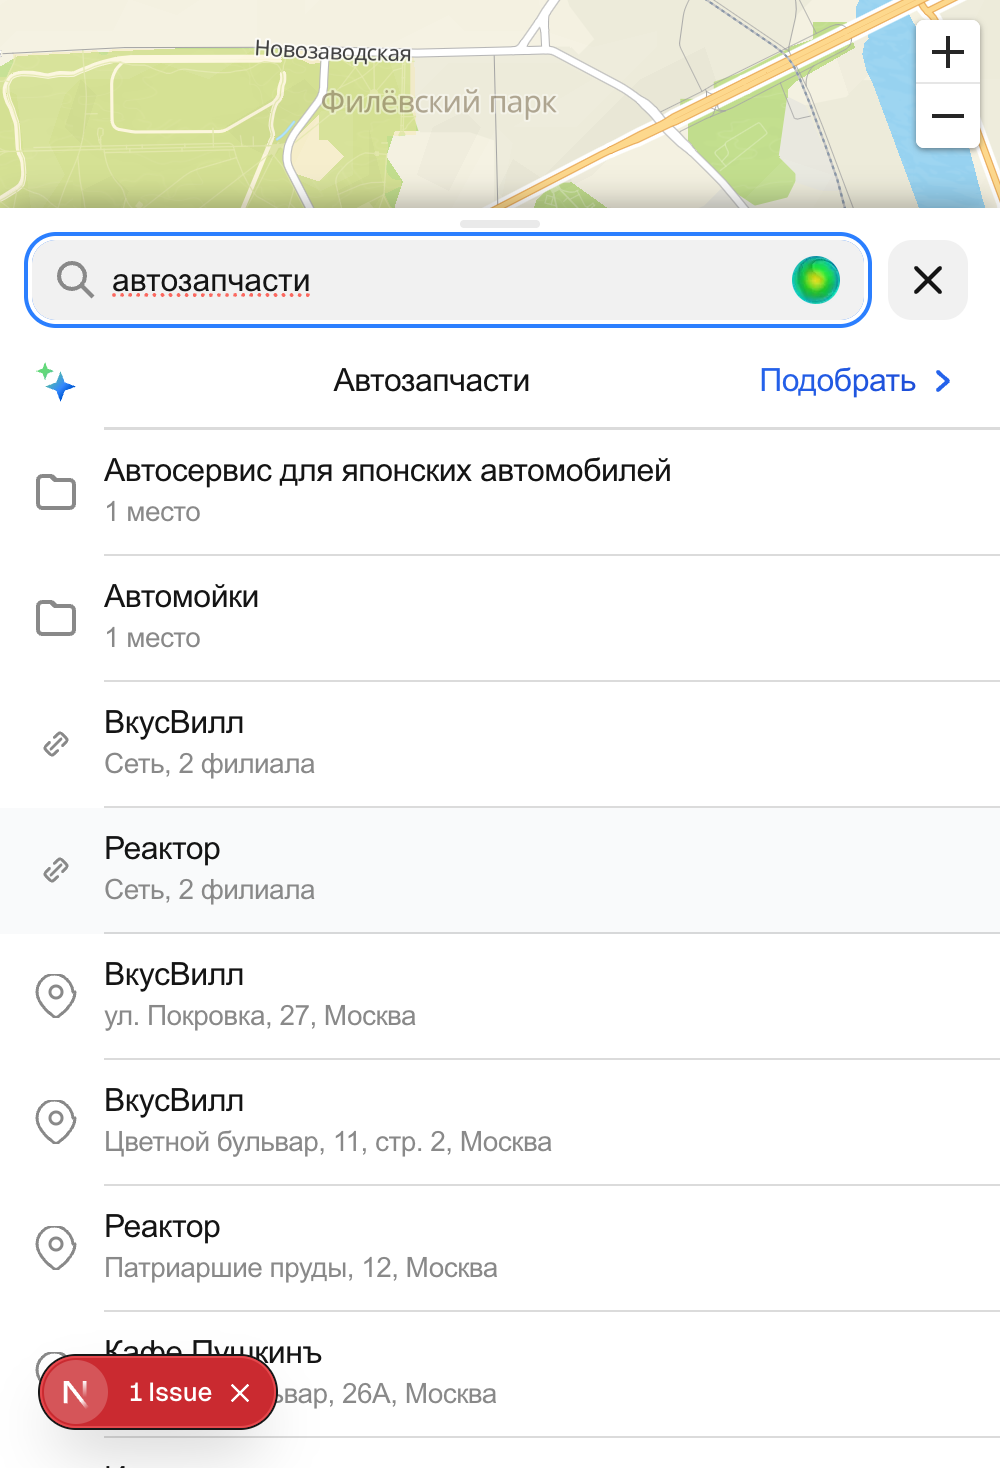 Новозаводская
Филёвский парк
автозапчасти
Автозапчасти
Подобрать
Автосервис для японских автомобилей
1 место
Автомойки
1 место
ВкусВилл
Сеть, 2 филиала
Реактор
Сеть, 2 филиала
ВкусВилл
ул. Покровка, 27, Москва
ВкусВилл
Цветной бульвар, 11, стр. 2, Москва
Реактор
Патриаршие пруды, 12, Москва
Кафе Пушкинъ
26А, Москва
N
1 Issue